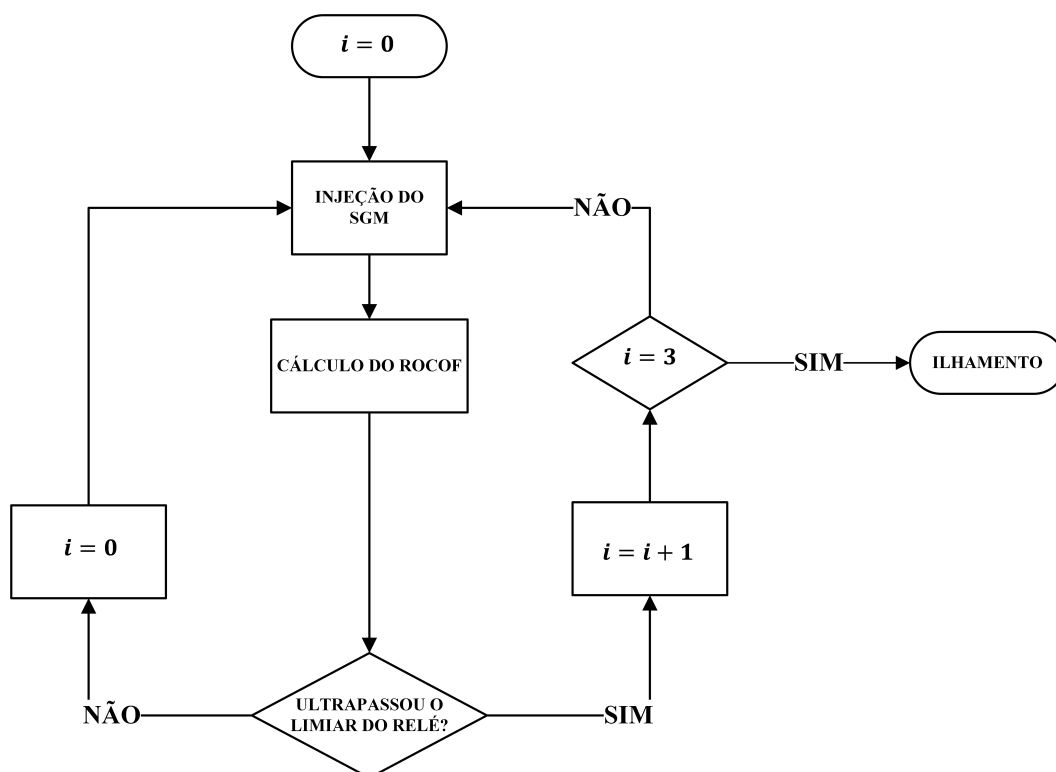 i = 0
INJEÇÃO DO
SGM
NÃO
CÁLCULO DO ROCOF
i = 3
SIM
ILHAMENTO
i = 0
i = i + 1
ULTRAPASSOU O
LIMIAR DO RELÉ?
NÃO
SIM